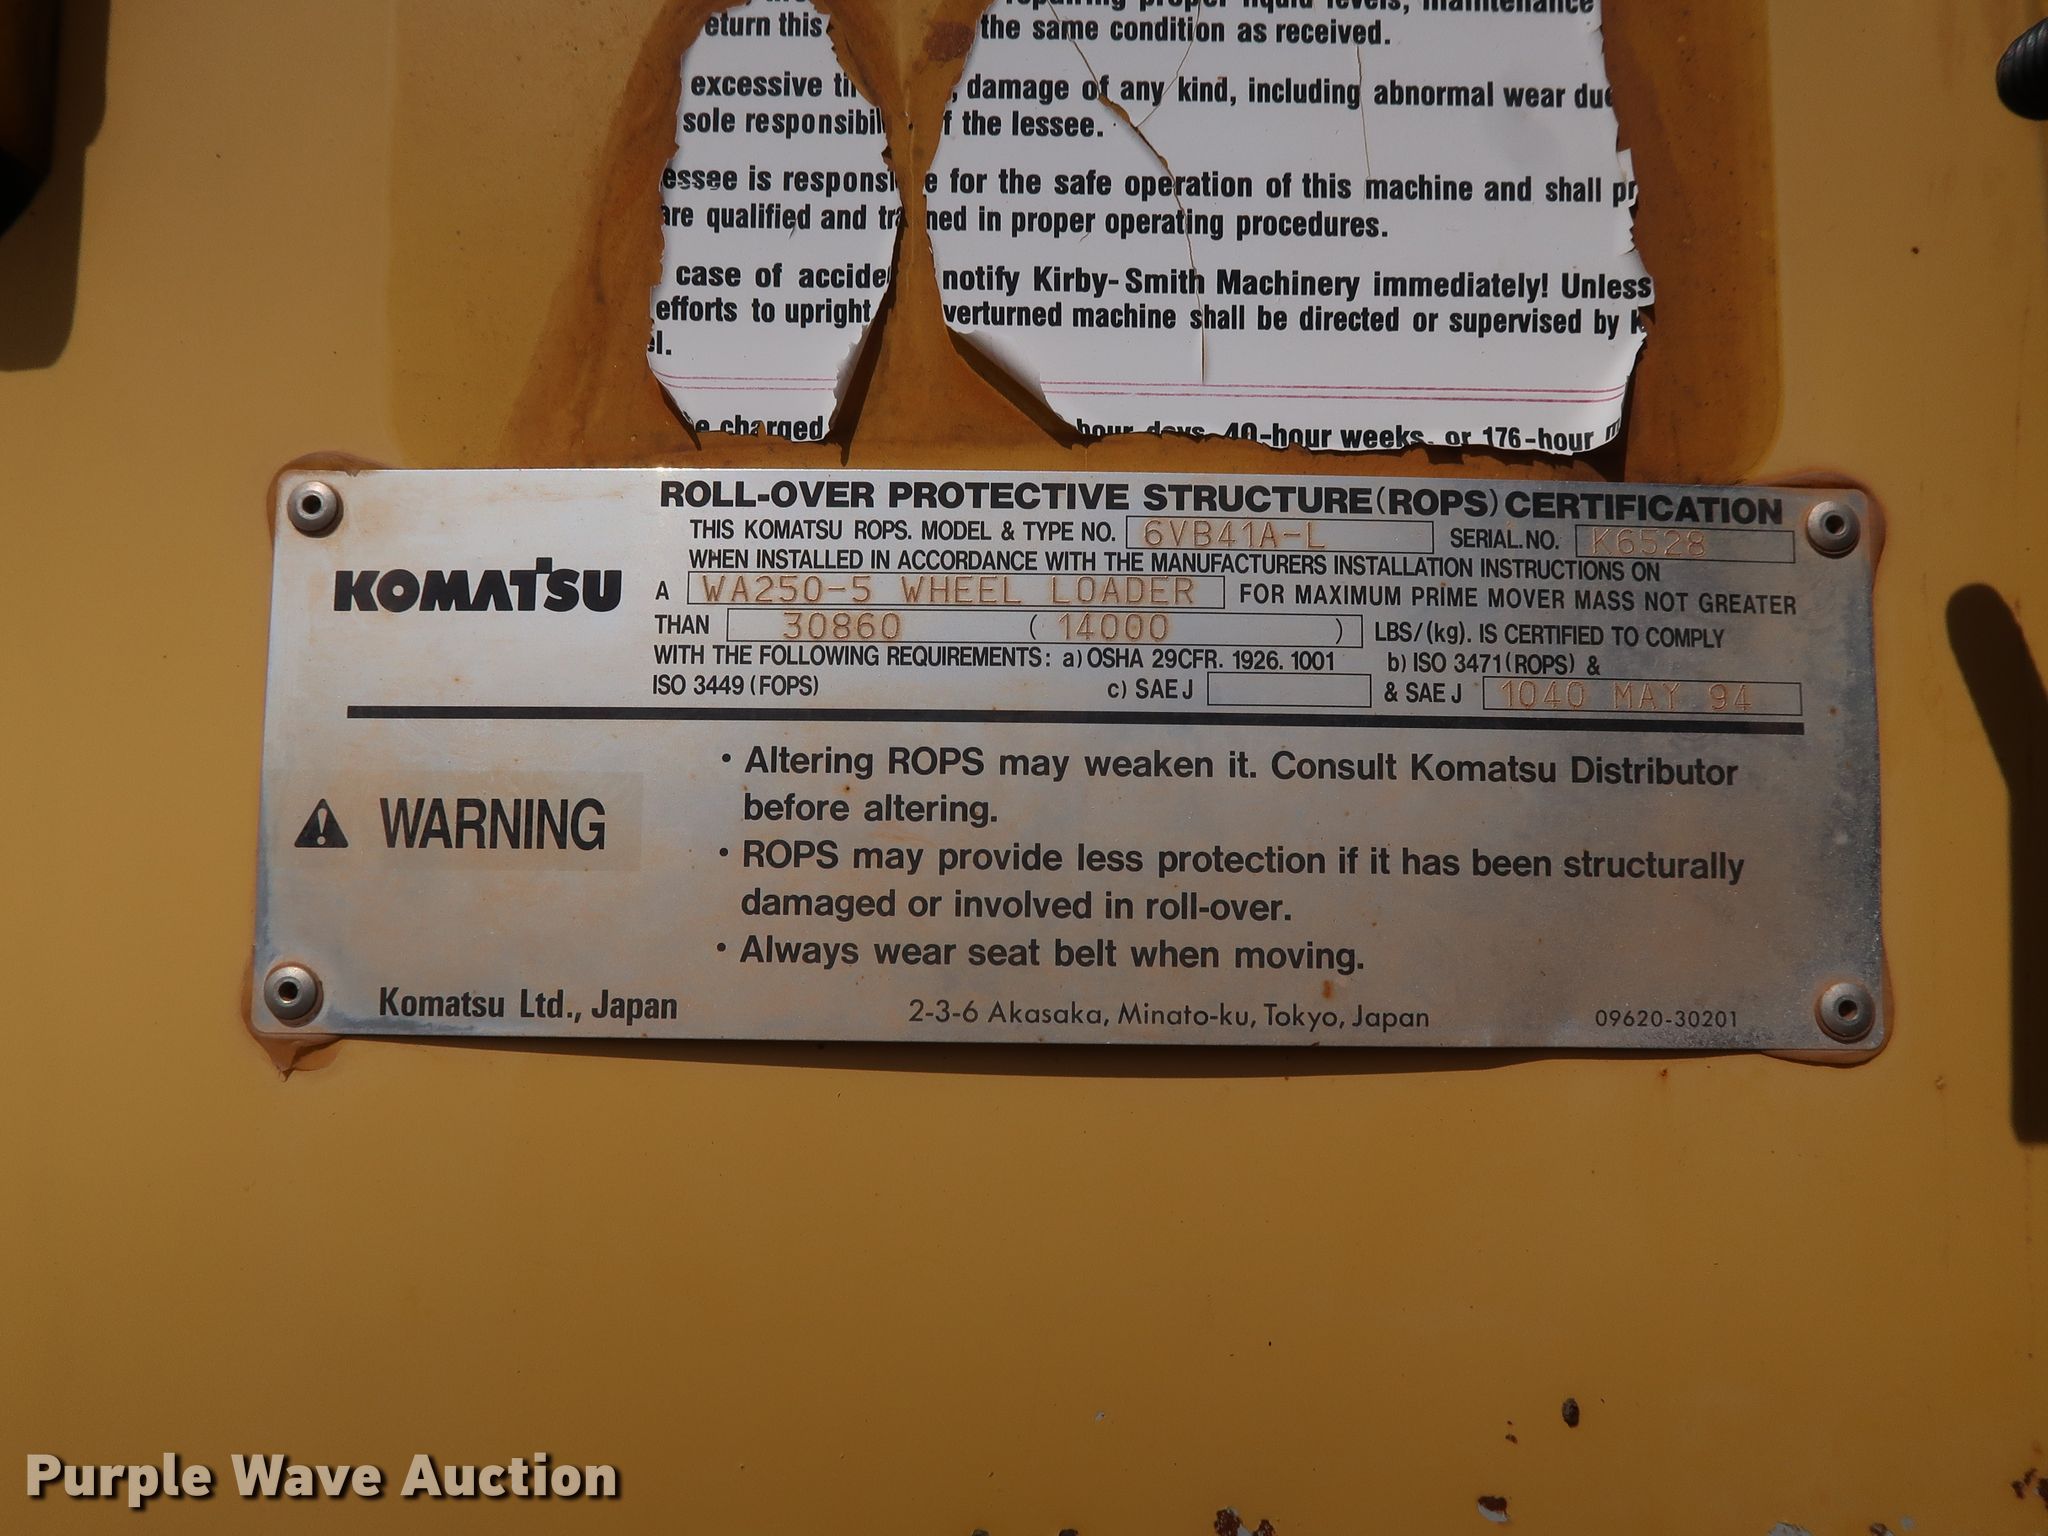 eturn this the same condition as received.
excessive damage of any kind, including abnormal wear due
sole responsibil f the lessee.
essee is responsi e for the safe operation of this machine and shall pr
are qualified and tra ned in proper operating procedures.
case of acciden notify Kirby-Smith Machinery immediately! Unless
efforts to upright verturned machine shall be directed or supervised by K
el.
e charged hour days, 40-hour weeks, or 176-hour m
ROLL-OVER PROTECTIVE STRUCTURE(ROPS)CERTIFICATION
THIS KOMATSU ROPS. MODEL & TYPE NO. 6VB41A-L SERIAL.NO. K6528
WHEN INSTALLED IN ACCORDANCE WITH THE MANUFACTURERS INSTALLATION INSTRUCTIONS ON
KOMATSU
A WA250-5 WHEEL LOADER FOR MAXIMUM PRIME MOVER MASS NOT GREATER
THAN 30860 ( 14000 ) LBS/(kg). IS CERTIFIED TO COMPLY
WITH THE FOLLOWING REQUIREMENTS: a)OSHA 29CFR. 1926. 1001 b) ISO 3471(ROPS) &
ISO 3449 (FOPS) c) SAE J & SAE J 1040 MAY 94
WARNING
• Altering ROPS may weaken it. Consult Komatsu Distributor
before altering.
• ROPS may provide less protection if it has been structurally
damaged or involved in roll-over.
• Always wear seat belt when moving.
Komatsu Ltd., Japan 2-3-6 Akasaka, Minato-ku, Tokyo, Japan 09620-30201
Purple Wave Auction